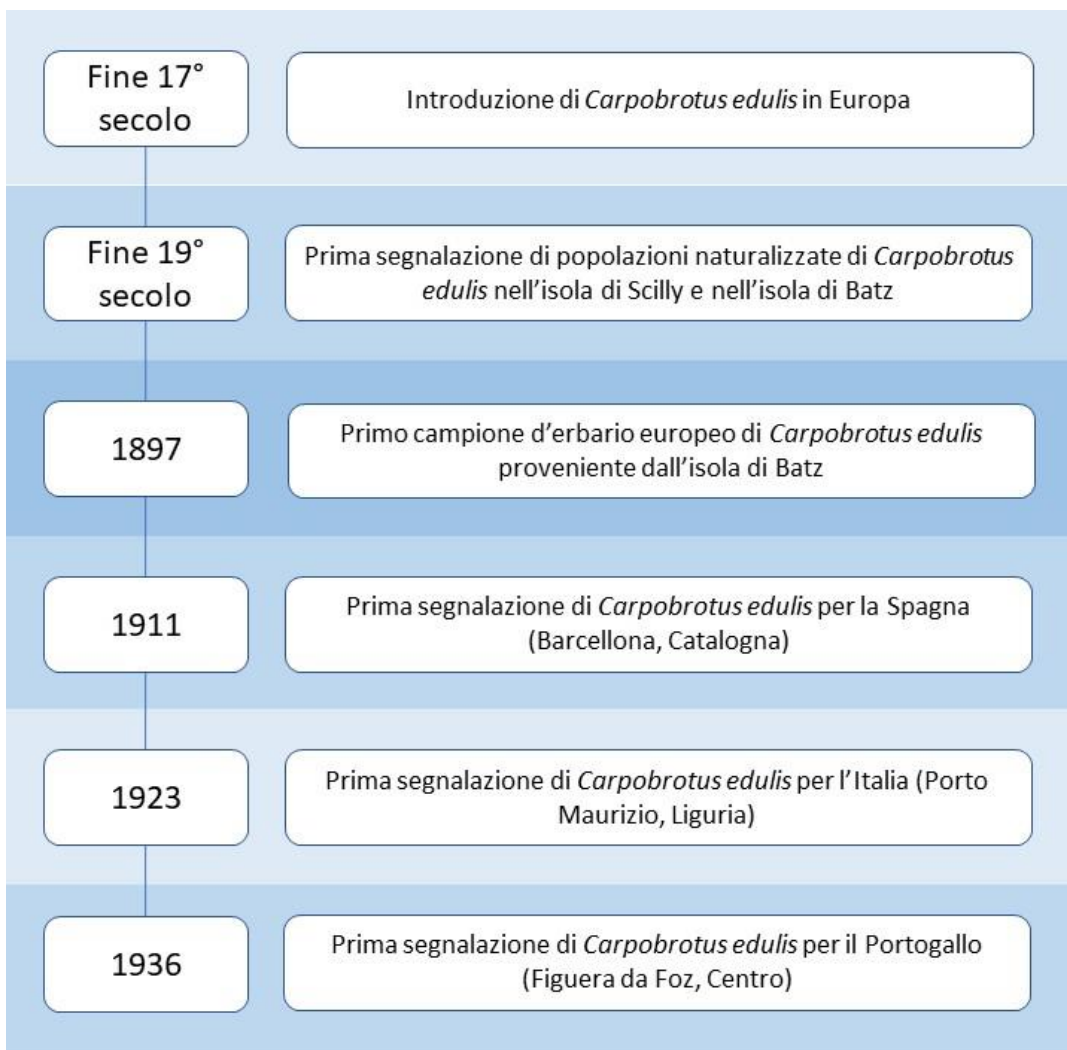 Fine 17°
secolo
Introduzione di Carpobrotus edulis in Europa
Fine 19°
secolo
Prima segnalazione di popolazioni naturalizzate di Carpobrotus
edulis nell'isola di Scilly e nell'isola di Batz
1897
Primo campione d'erbario europeo di Carpobrotus edulis
proveniente dall'isola di Batz
1911
Prima segnalazione di Carpobrotus edulis per la Spagna
(Barcellona, Catalogna)
1923
Prima segnalazione di Carpobrotus edulis per l'Italia (Porto
Maurizio, Liguria)
1936
Prima segnalazione di Carpobrotus edulis per il Portogallo
(Figuera da Foz, Centro)